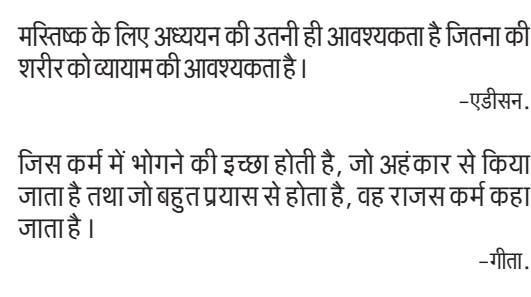 मस्तिष्क के लिए अध्ययन की उतनी ही आवश्यकता है जितना की
शरीर को व्यायाम की आवश्यकता है ।
–एडीसन.
जिस कर्म में भोगने की इच्छा होती है, जो अहंकार से किया
जाता है तथा जो बहुत प्रयास से होता है, वह राजस कर्म कहा
जाता है ।
–गीता.